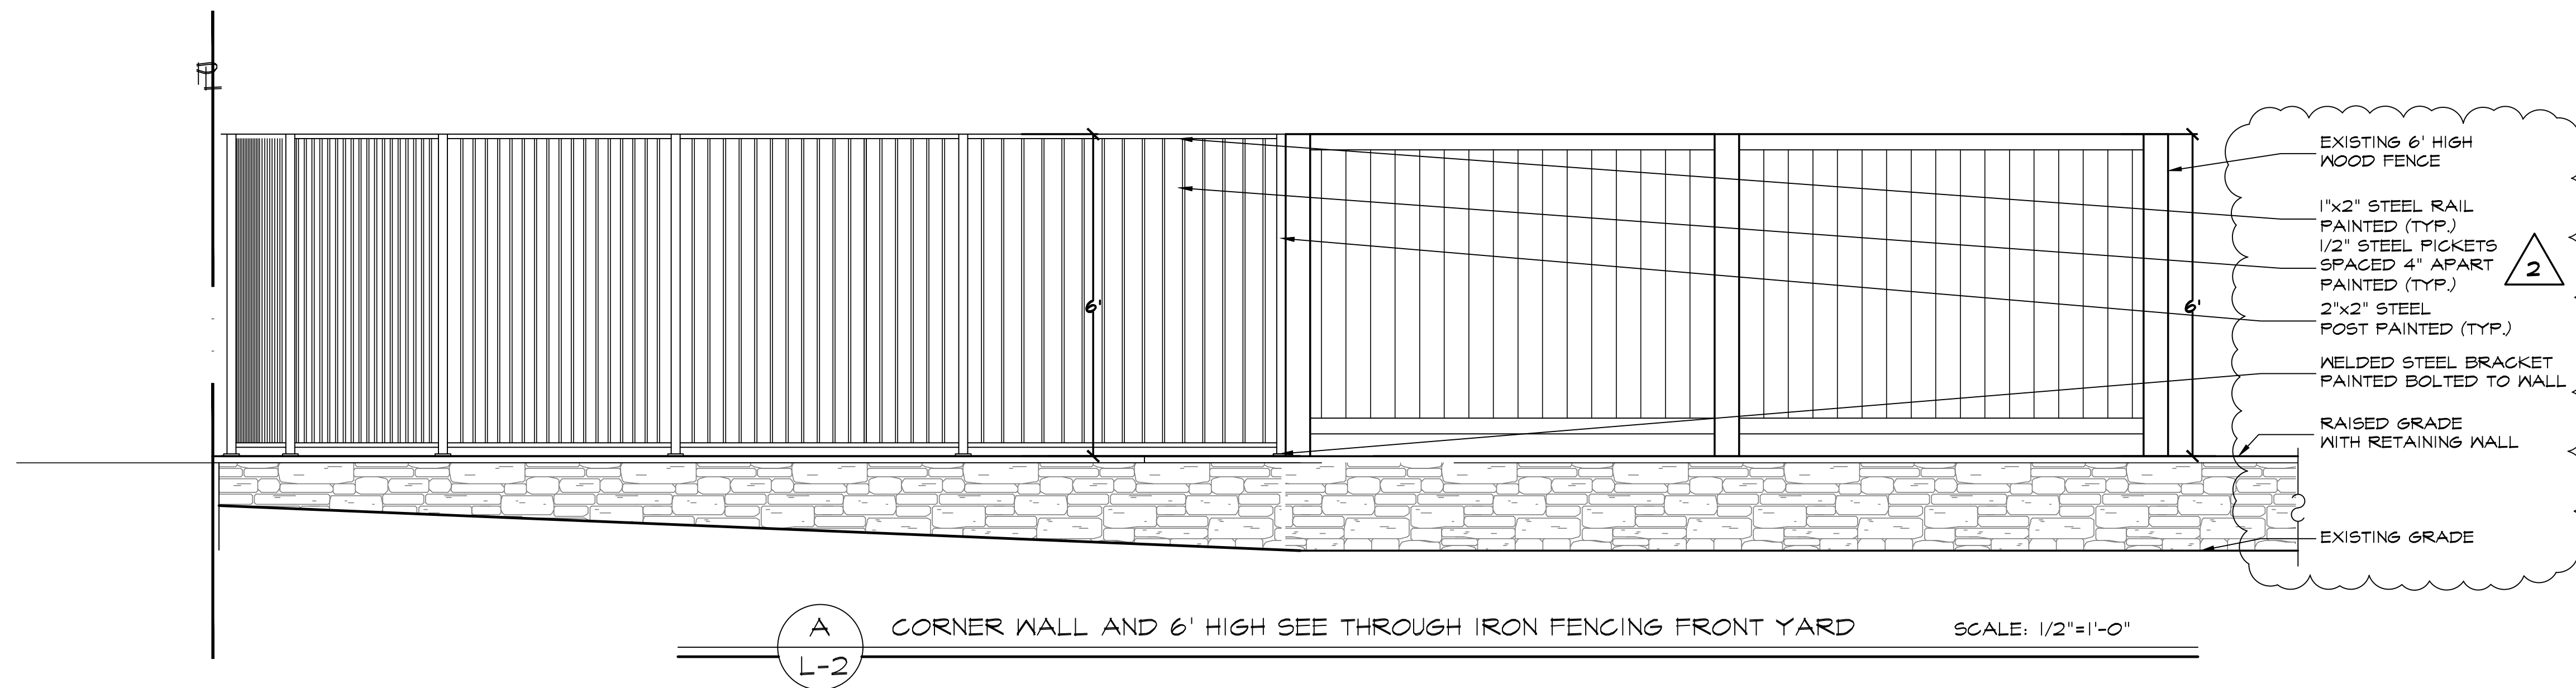 PL
EXISTING 6' HIGH
WOOD FENCE
1"x2" STEEL RAIL
PAINTED (TYP.)
1/2" STEEL PICKETS
SPACED 4" APART
PAINTED (TYP.)
2
2"x2" STEEL
POST PAINTED (TYP.)
6'
6'
WELDED STEEL BRACKET
PAINTED BOLTED TO WALL
RAISED GRADE
WITH RETAINING WALL
EXISTING GRADE
A
L-2
CORNER WALL AND 6' HIGH SEE THROUGH IRON FENCING FRONT YARD
SCALE: 1/2"=1'-0"